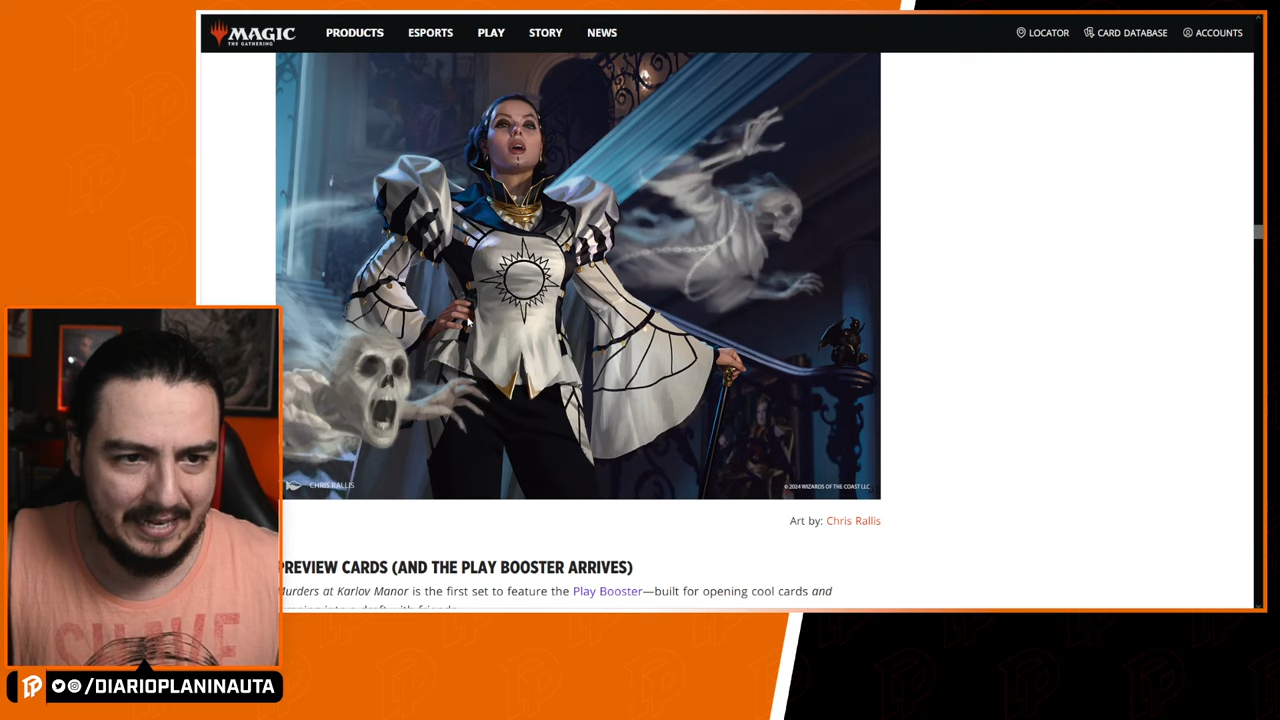 MAGIC
THE GATHERING
PRODUCTS ESPORTS PLAY STORY NEWS
LOCATOR CARD DATABASE ACCOUNTS
CHRIS RALLIS
© 2024 WIZARDS OF THE COAST LLC.
Art by: Chris Rallis
PREVIEW CARDS (AND THE PLAY BOOSTER ARRIVES)
Murders at Karlov Manor is the first set to feature the Play Booster—built for opening cool cards and
/DIARIOPLANINAUTA